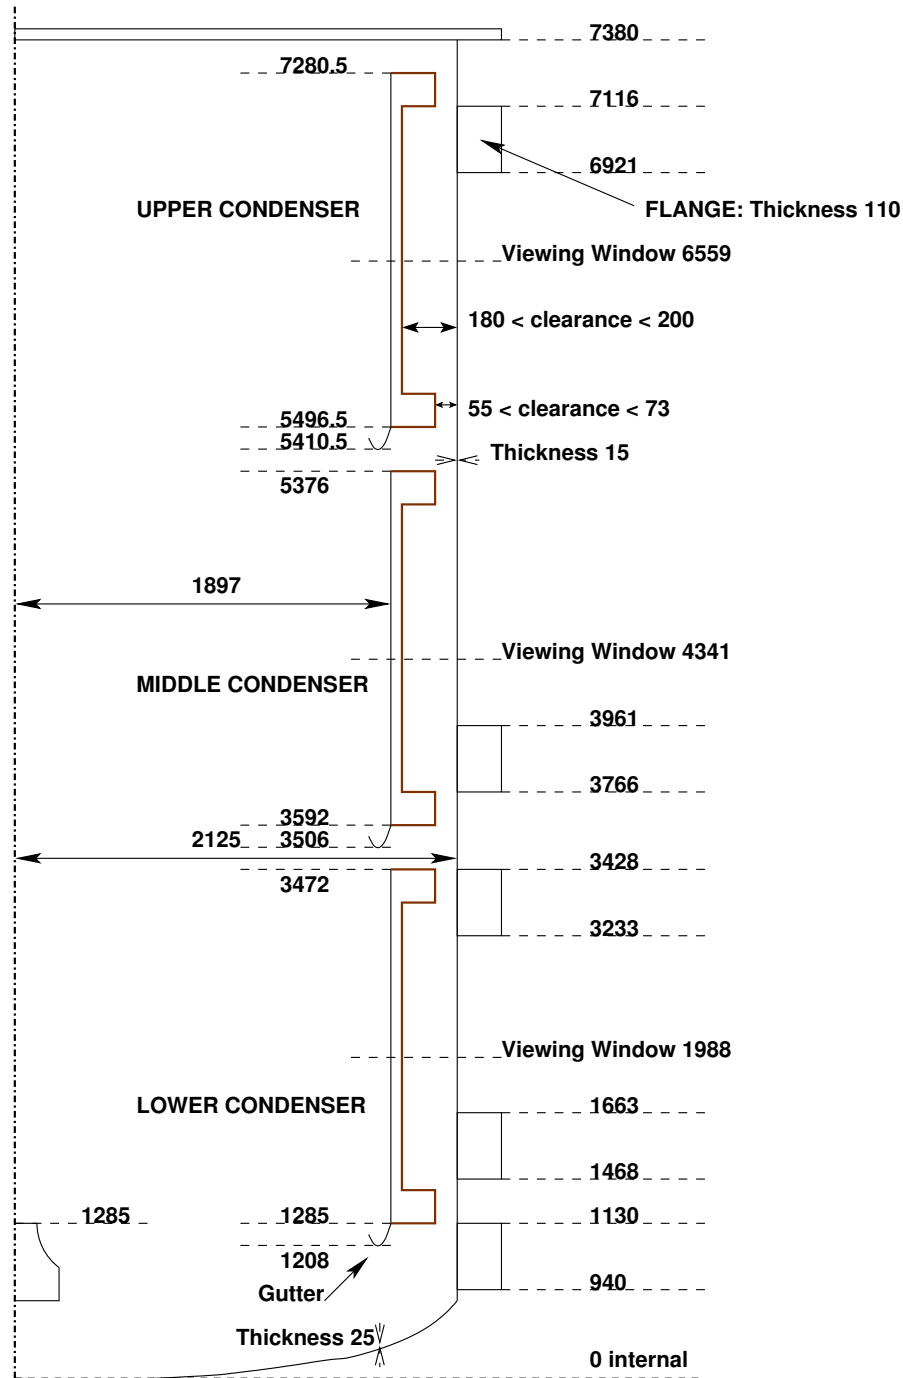 7380
7280.5
7116
6921
UPPER CONDENSER
FLANGE: Thickness 110
Viewing Window 6559
180 < clearance < 200
55 < clearance < 73
5496.5
5410.5
Thickness 15
5376
1897
Viewing Window 4341
MIDDLE CONDENSER
3961
3766
3592
2125
3506
3428
3472
3233
Viewing Window 1988
LOWER CONDENSER
1663
1468
1285
1285
1130
1208
940
Gutter
Thickness 25
0 internal